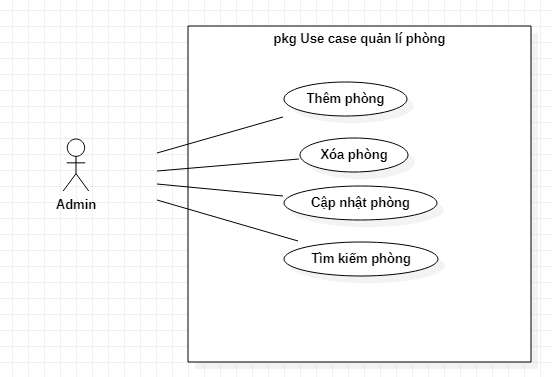 pkg Use case quản lí phòng
Thêm phòng
Xóa phòng
Cập nhật phòng
Tìm kiếm phòng
Admin